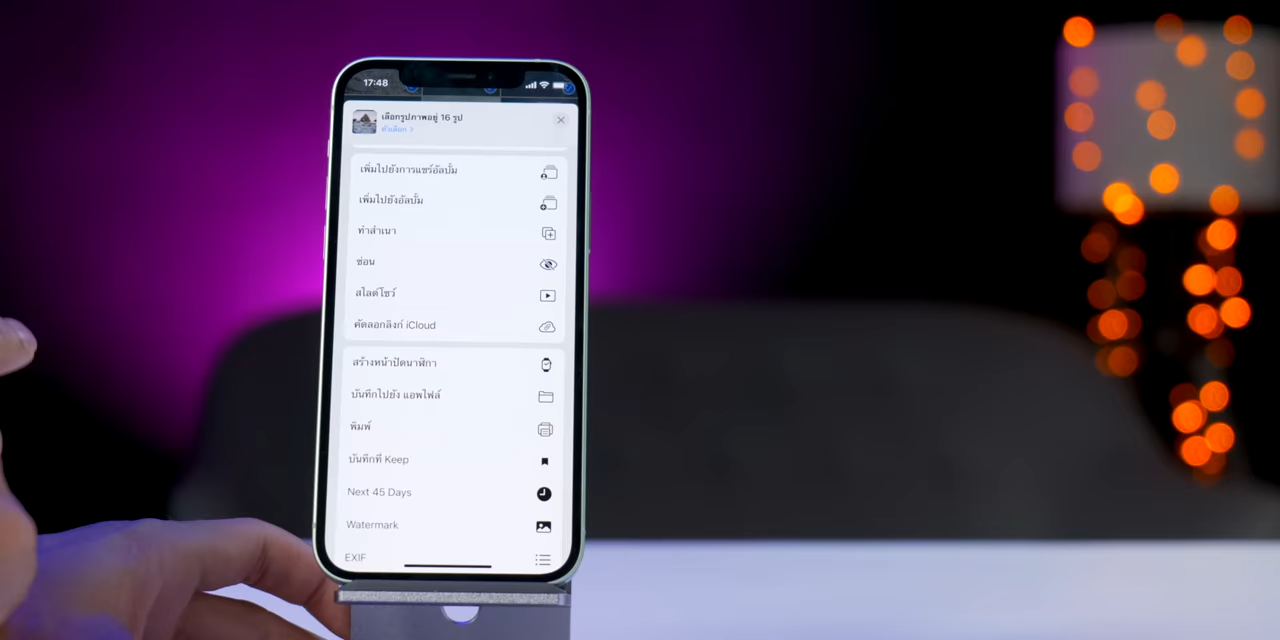 17:48
เลือกรูปภาพอยู่ 16 รูป
ตัวเลือก >
เพิ่มไปยังการแชร์อัลบั้ม
เพิ่มไปยังอัลบั้ม
ทำสำเนา
ซ่อน
สไลด์โชว์
คัดลอกลิงก์ iCloud
สร้างหน้าปัดนาฬิกา
บันทึกไปยัง แอพไฟล์
พิมพ์
บันทึกที่ Keep
Next 45 Days
Watermark
EXIF